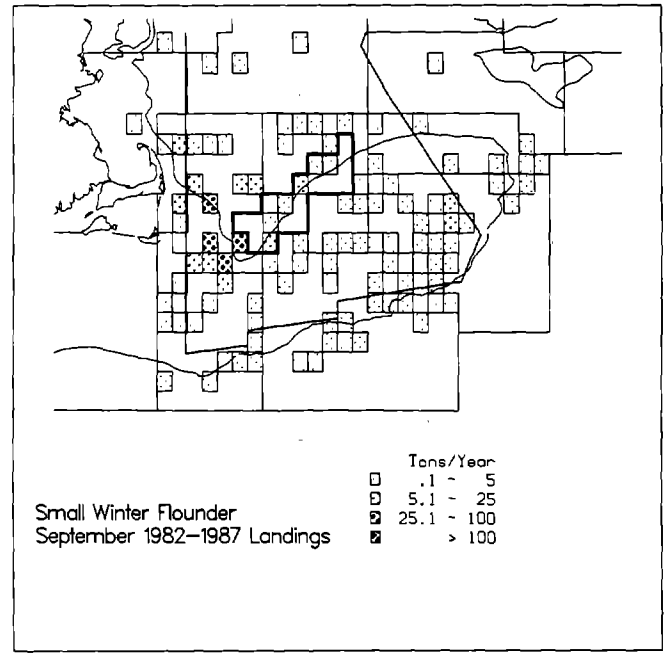 Tons/Year
.1 - 5
5.1 - 25
25.1 - 100
> 100
Small Winter Flounder
September 1982-1987 Landings